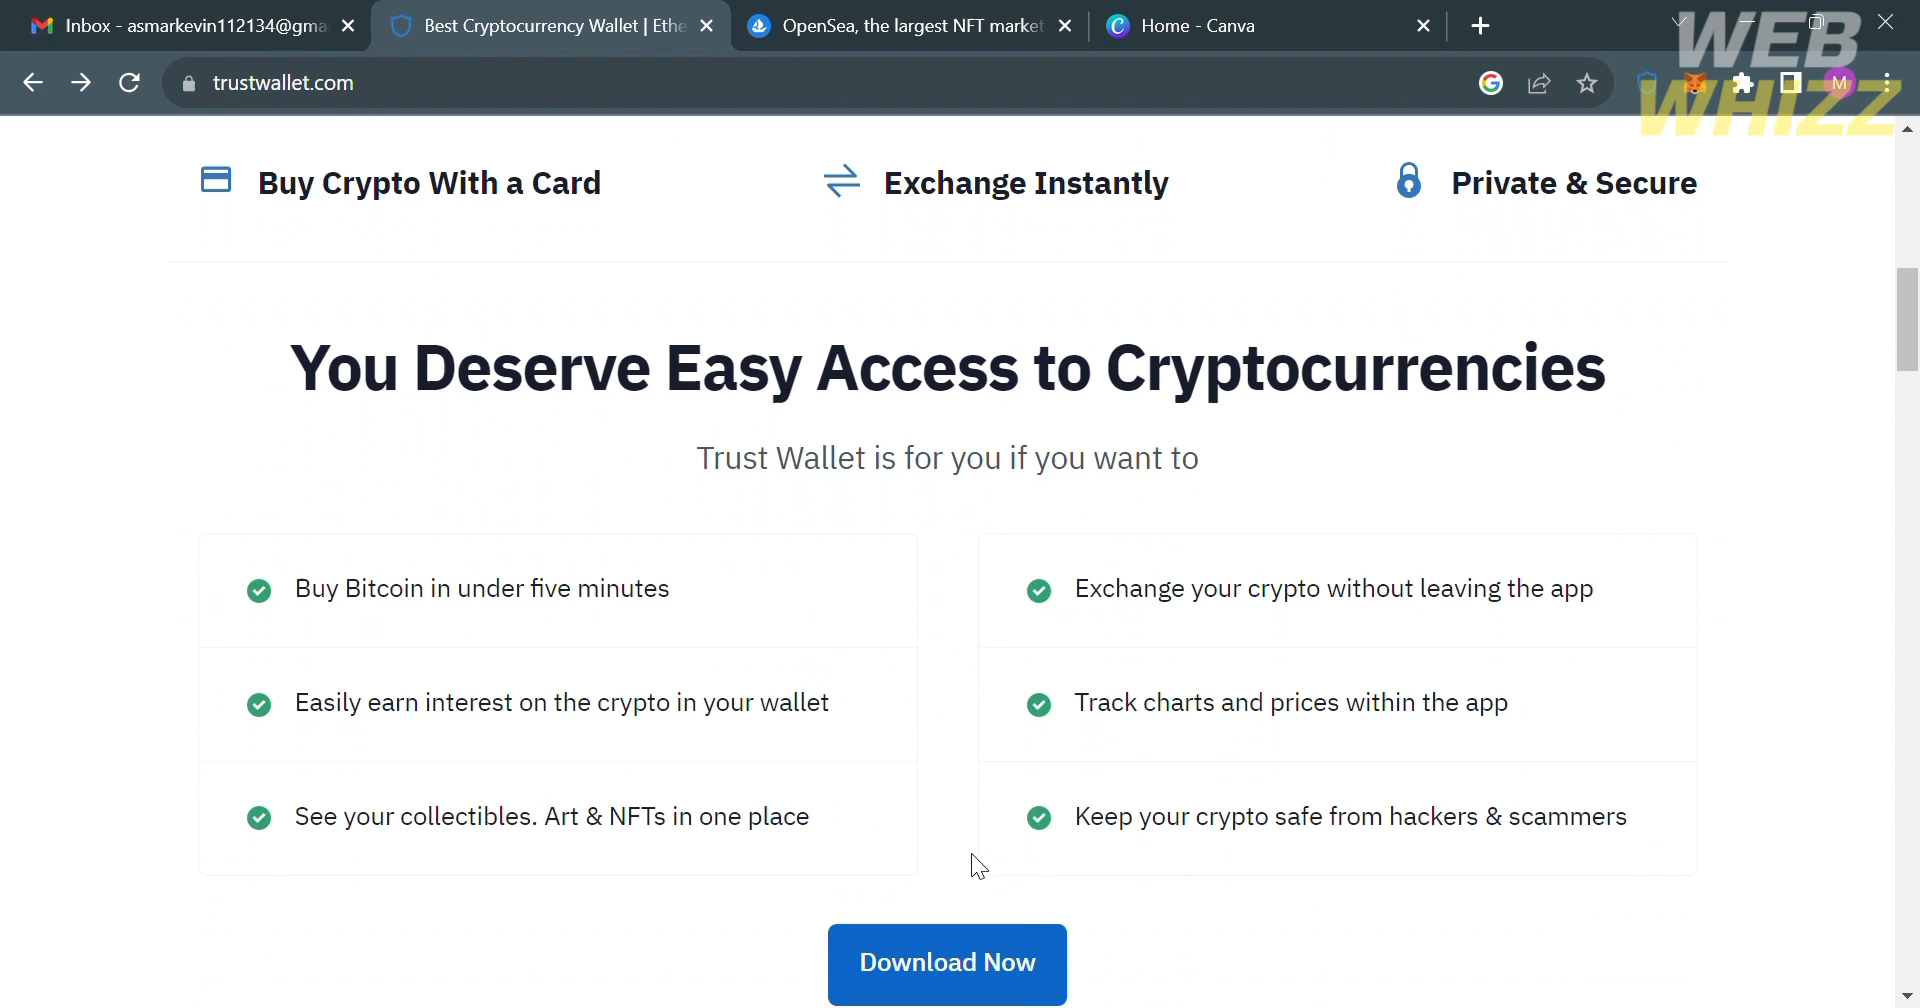 Inbox - asmarkevin112134@gma
Best Cryptocurrency Wallet | Ethe
OpenSea, the largest NFT market
Home - Canva
WEB
WHIZZ
trustwallet.com
M
Buy Crypto With a Card
Exchange Instantly
Private & Secure
You Deserve Easy Access to Cryptocurrencies
Trust Wallet is for you if you want to
Buy Bitcoin in under five minutes
Exchange your crypto without leaving the app
Easily earn interest on the crypto in your wallet
Track charts and prices within the app
See your collectibles. Art & NFTs in one place
Keep your crypto safe from hackers & scammers
Download Now